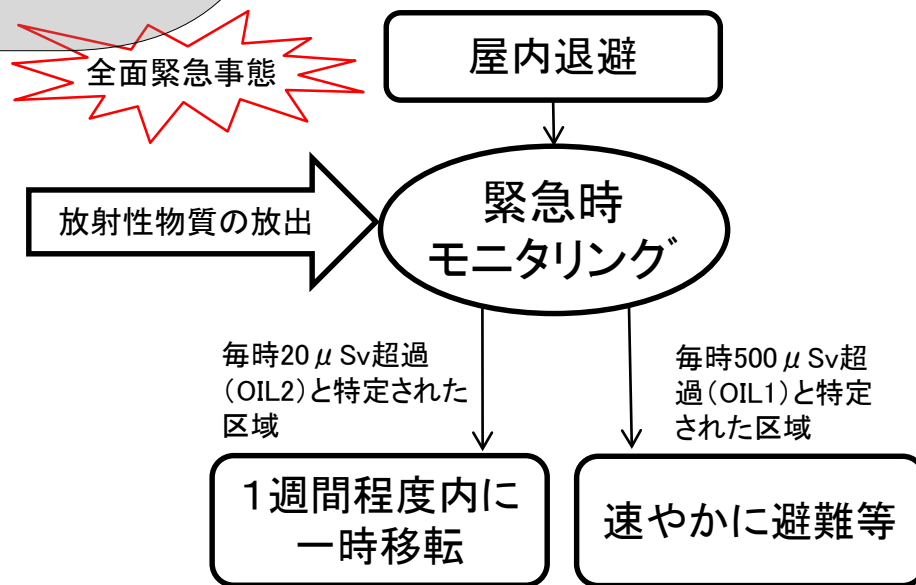 全面緊急事態
屋内退避
放射性物質の放出
緊急時
モニタリング
毎時20μSv超過
(OIL2)と特定された
区域
毎時500μSv超
過(OIL1)と特定
された区域
1週間程度内に
一時移転
速やかに避難等